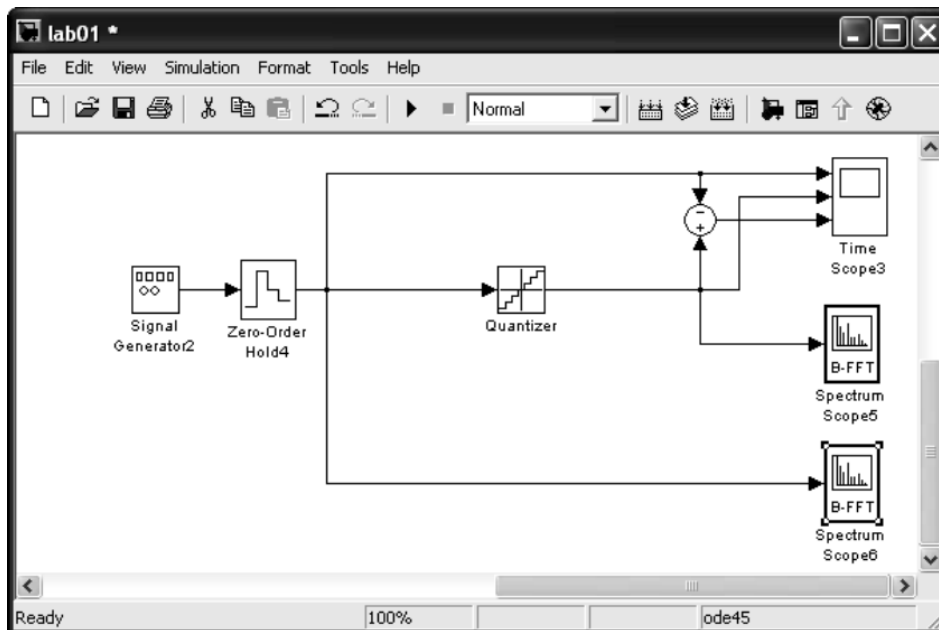 lab01 *
File Edit View Simulation Format Tools Help
Normal
Time
Scope3
Signal
Generator2
Zero-Order
Hold4
Quantizer
B-FFT
Spectrum
Scope5
B-FFT
Spectrum
Scope6
Ready 100% ode45